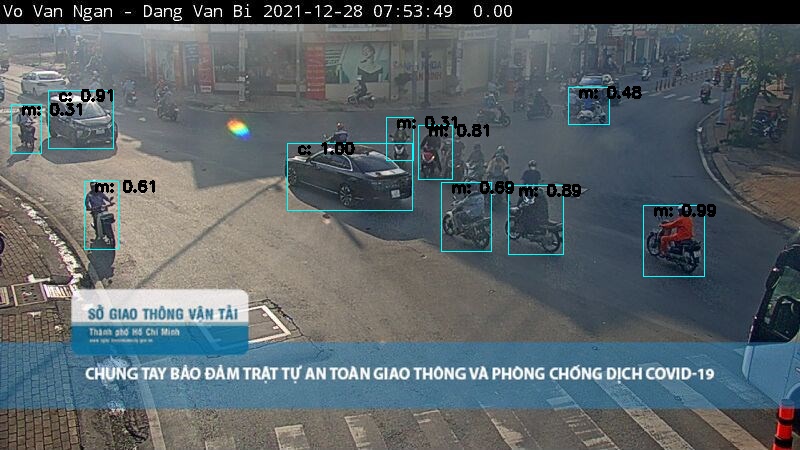 Vo Van Ngan - Dang Van Bi 2021-12-28 07:53:49 0.00
c: 0.91
m: 0.31
m: 0.48
m: 0.31
m: 0.81
c: 1.00
m: 0.61
m: 0.69
m: 0.89
m: 0.99
SỞ GIAO THÔNG VẬN TẢI
Thành phố Hồ Chí Minh
CHUNG TAY BẢO ĐẢM TRẬT TỰ AN TOÀN GIAO THÔNG VÀ PHÒNG CHỐNG DỊCH COVID-19